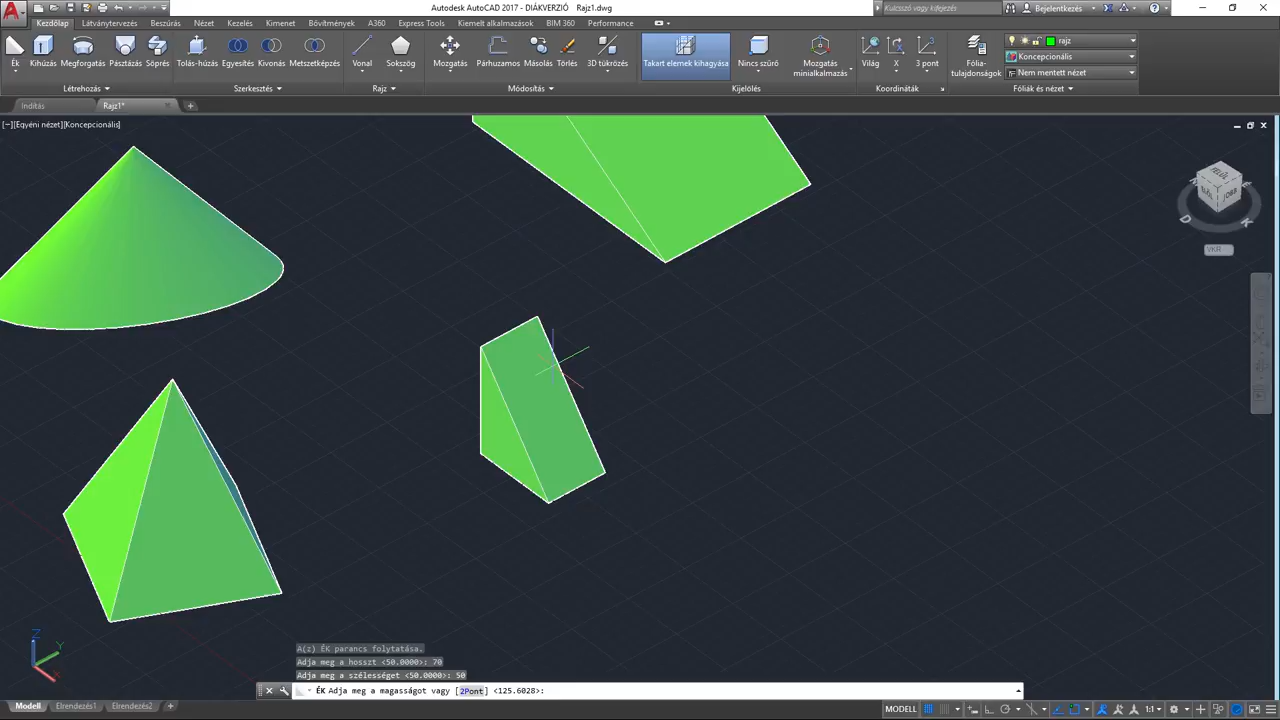 Autodesk AutoCAD 2017 - DIÁKVERZIÓ Rajz1.dwg
Kulcsszó vagy kifejezés
Bejelentkezés
Kezdőlap Látványtervezés Beszúrás Nézet Kezelés Kimenet Bővítmények A360 Express Tools Kiemelt alkalmazások BIM 360 Performance
Ék Kihúzás Megforgatás Pásztázás Söprés Tolás-húzás Egyesítés Kivonás Metszetképzés Vonal Sokszög Mozgatás Párhuzamos Másolás Törlés 3D tükrözés Takart elemek kihagyása Nincs szűrő Mozgatás minialkalmazás Világ X 3 pont Fólia-tulajdonságok
rajz
Koncepcionális
Nem mentett nézet
Létrehozás Szerkesztés Rajz Módosítás Kijelölés Koordináták Fóliák és nézet
Indítás Rajz1*
[−][Egyéni nézet][Koncepcionális]
FELÜL
JOBB
D
VKR
Z
Y
X
A(z) ÉK parancs folytatása.
Adja meg a hosszt <50.0000>: 70
Adja meg a szélességet <50.0000>: 50
ÉK Adja meg a magasságot vagy [2Pont] <125.6028>:
Modell Elrendezés1 Elrendezés2
MODELL
1:1